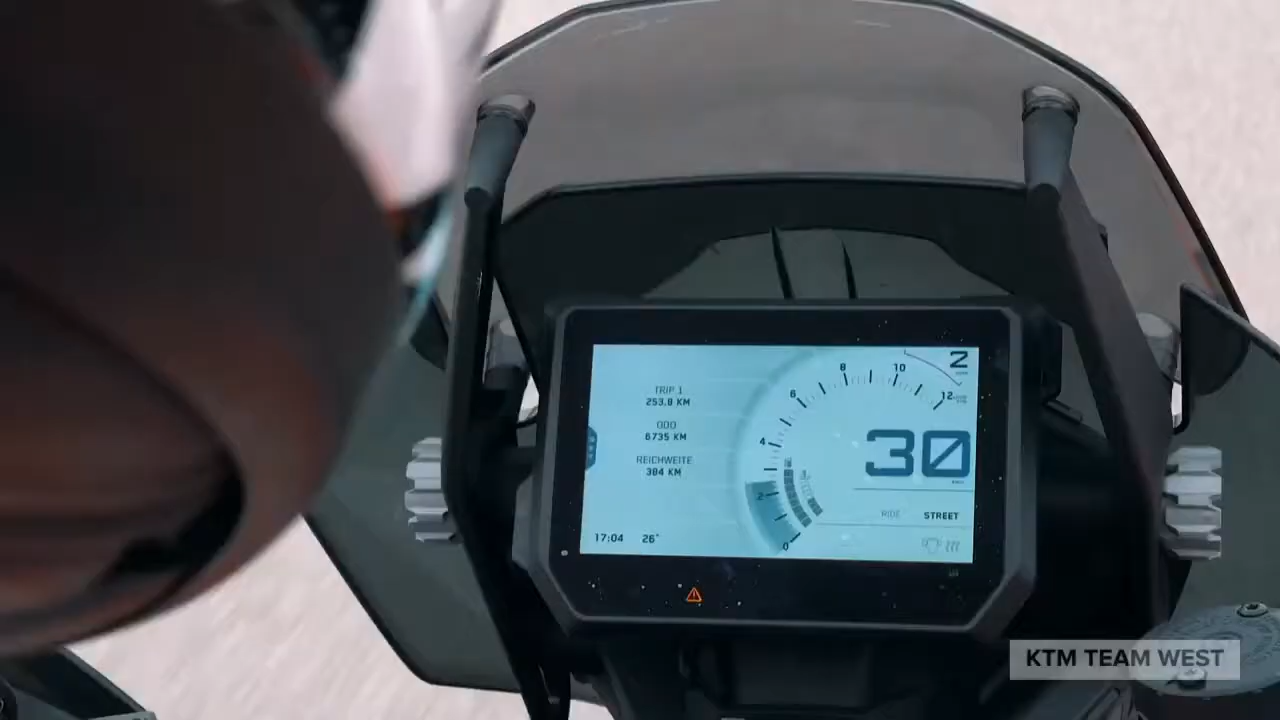 TRIP 1
253.8 KM
ODO
6735 KM
REICHWEITE
384 KM
17:04 26°
0
2
4
6
8
10
12
2
30
RIDE STREET
KTM TEAM WEST